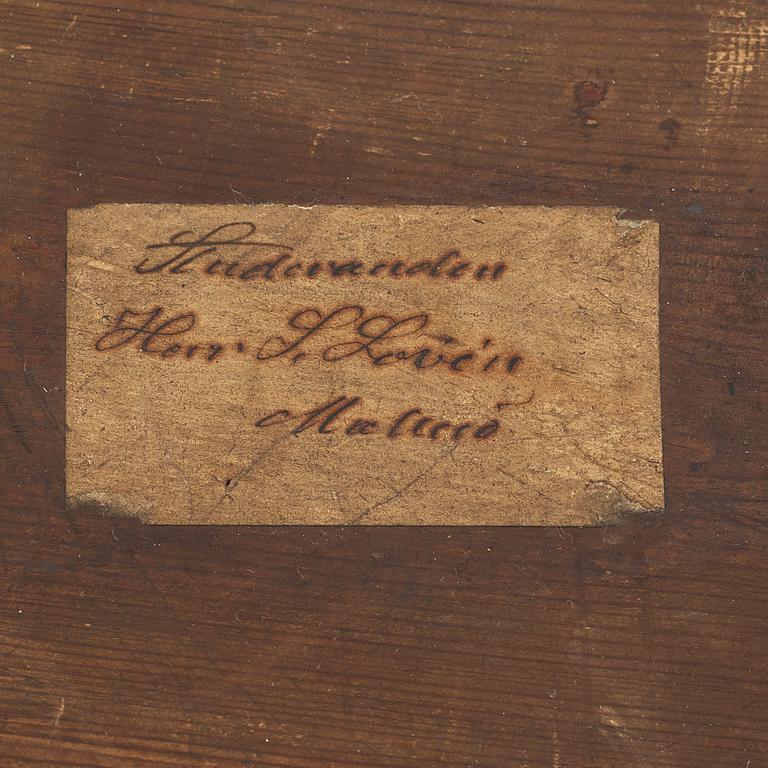 Studeranden
Herr S. Lovén
Malmö